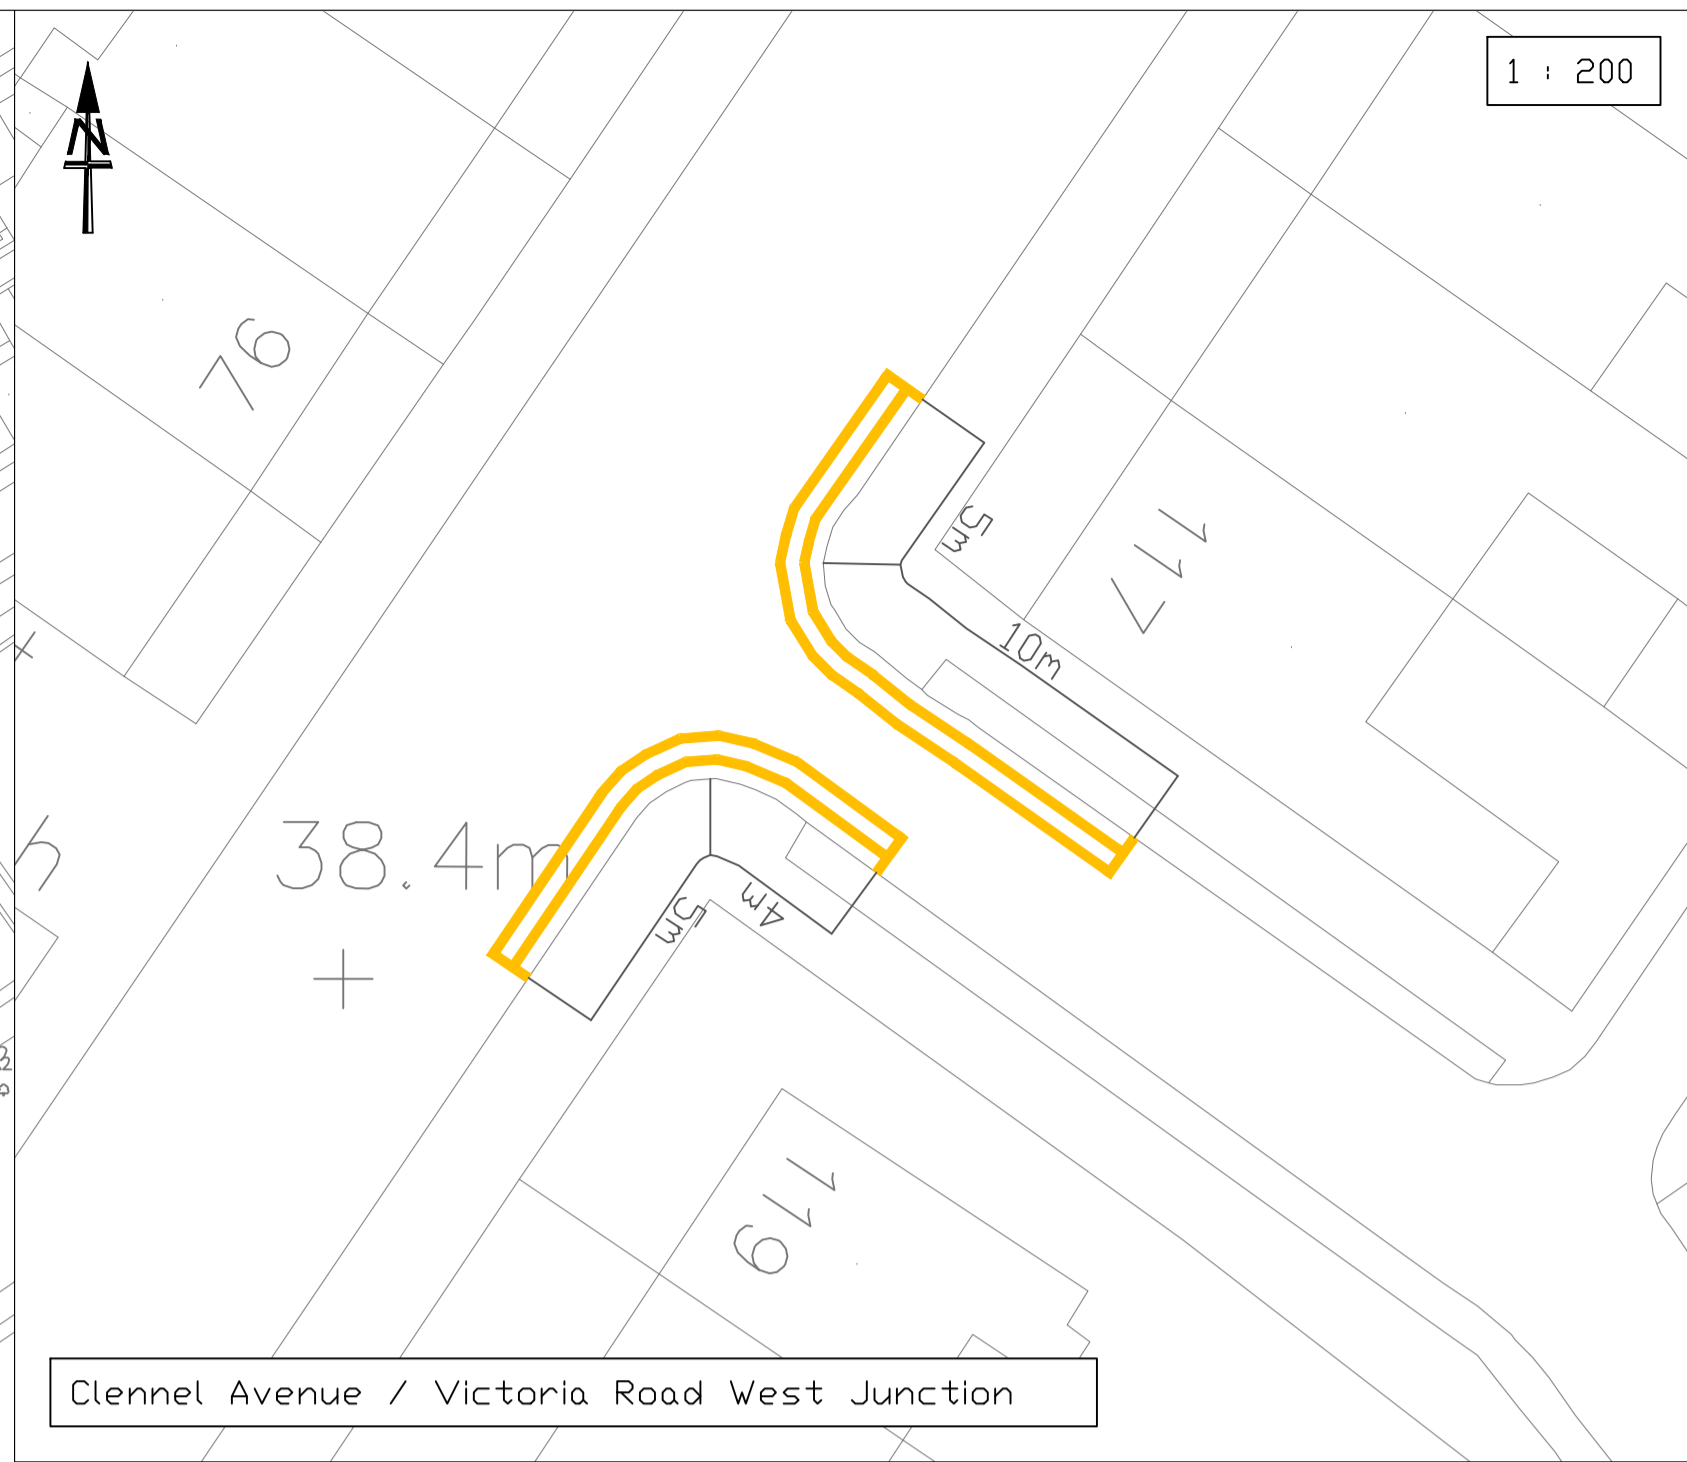 1 : 200
N
76
5m
117
10m
38.4m
5m
4m
119
Clennel Avenue / Victoria Road West Junction